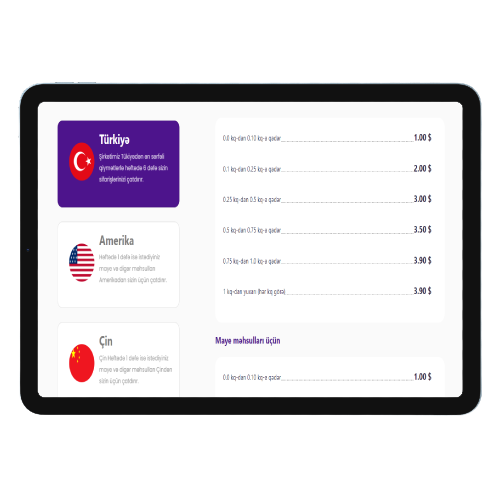 Türkiyə
Şirkətimiz Tükiyədən ən sərfəli
qiymətlərlə həftədə 6 dəfə sizin
sifarişlərinizi çatdırır.
Amerika
Həftədə 1 dəfə isə istədiyiniz
maye və digər məhsulları
Amerikadan sizin üçün çatdırır.
Çin
Çin Həftədə 1 dəfə isə istədiyiniz
maye və digər məhsulları Çindən
sizin üçün çatdırır.
0.0 kq-dan 0.10 kq-a qədər 1.00 $
0.1 kq-dan 0.25 kq-a qədər 2.00 $
0.25 kq-dan 0.5 kq-a qədər 3.00 $
0.5 kq-dan 0.75 kq-a qədər 3.50 $
0.75 kq-dan 1.0 kq-a qədər 3.90 $
1 kq-dan yuxarı (hər kq görə) 3.90 $
Maye məhsulları üçün
0.0 kq-dan 0.10 kq-a qədər 1.00 $